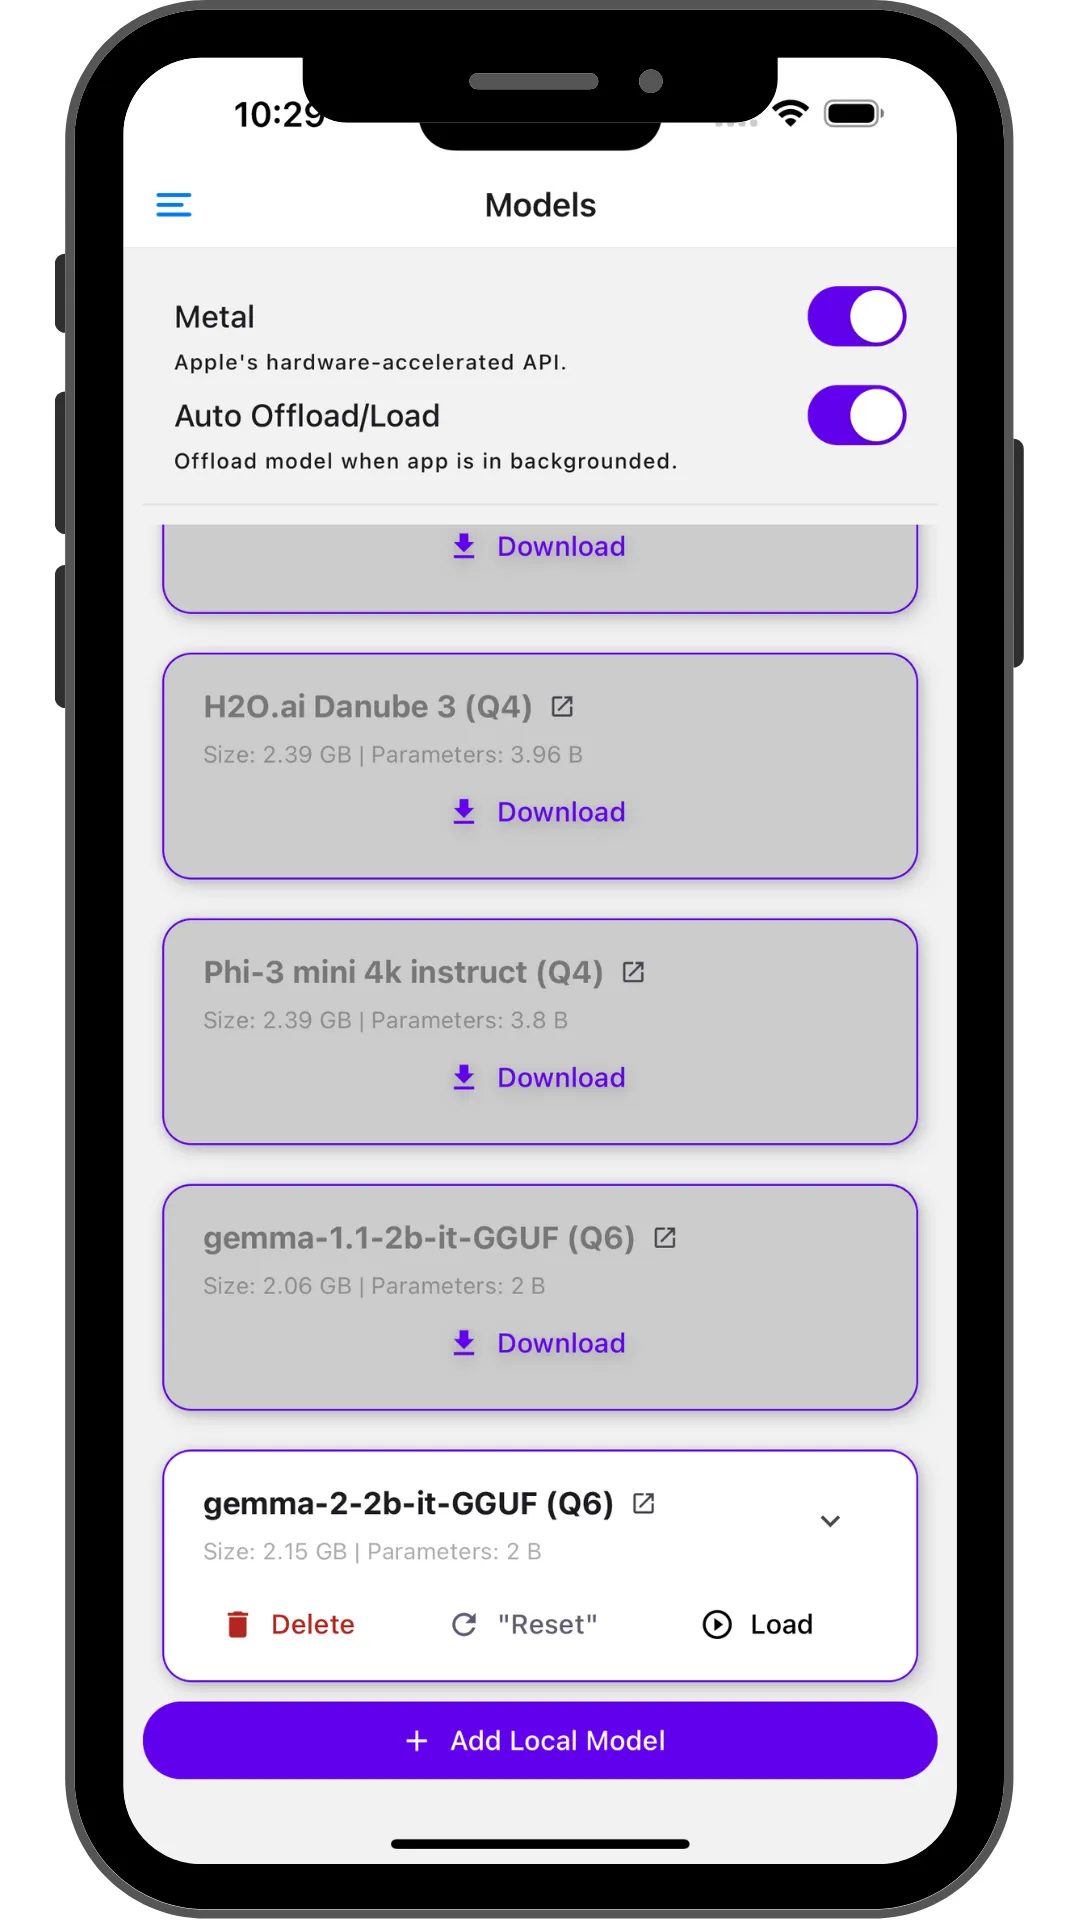 10:29
Models
Metal
Apple's hardware-accelerated API.
Auto Offload/Load
Offload model when app is in backgrounded.
Download
H2O.ai Danube 3 (Q4)
Size: 2.39 GB | Parameters: 3.96 B
Download
Phi-3 mini 4k instruct (Q4)
Size: 2.39 GB | Parameters: 3.8 B
Download
gemma-1.1-2b-it-GGUF (Q6)
Size: 2.06 GB | Parameters: 2 B
Download
gemma-2-2b-it-GGUF (Q6)
Size: 2.15 GB | Parameters: 2 B
Delete "Reset" Load
+ Add Local Model